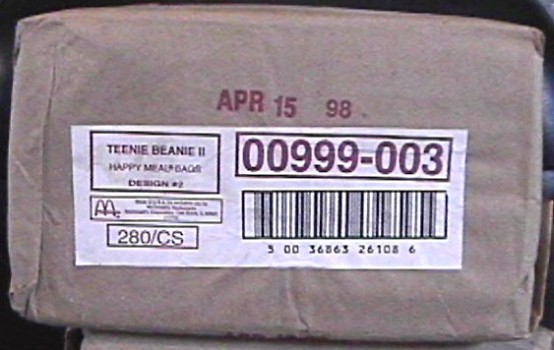 APR 15 98
TEENIE BEANIE II
HAPPY MEAL® BAGS
DESIGN #2
00999-003
280/CS
5 00 36863 26108 6